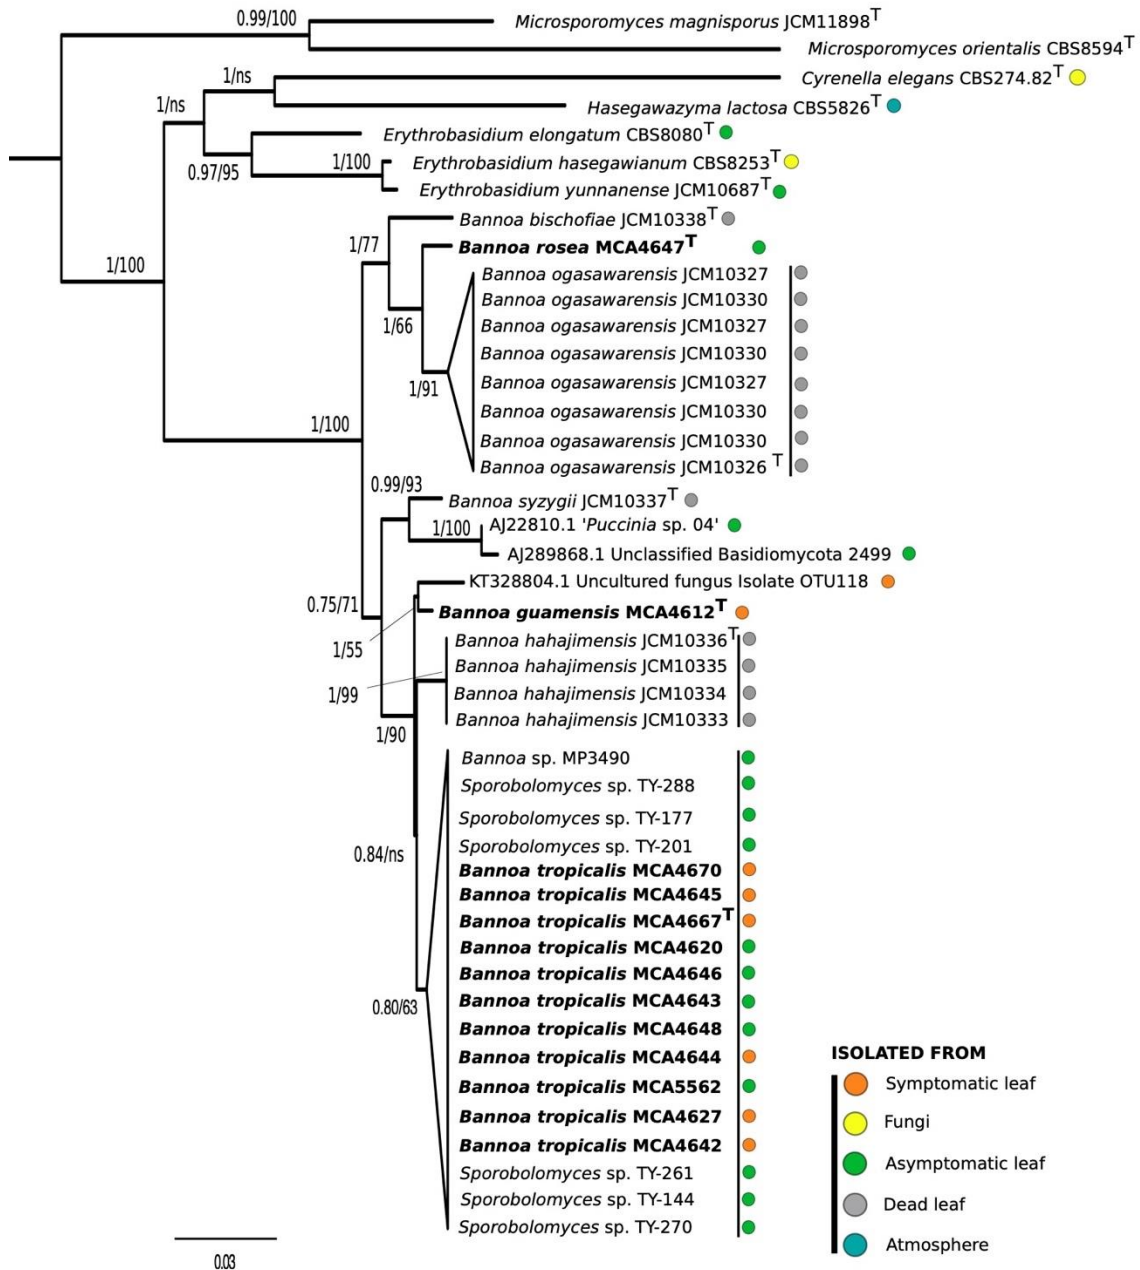 0.99/100
Microsporomyces magnisporus JCM11898T
Microsporomyces orientalis CBS8594T
1/ns
Cyrenella elegans CBS274.82T
1/ns
Hasegawazyma lactosa CBS5826T
Erythrobasidium elongatum CBS8080T
0.97/95
1/100
Erythrobasidium hasegawianum CBS8253T
Erythrobasidium yunnanense JCM10687T
Bannoa bischofiae JCM10338T
1/77
Bannoa rosea MCA4647T
1/100
Bannoa ogasawarensis JCM10327
Bannoa ogasawarensis JCM10330
1/66
Bannoa ogasawarensis JCM10327
Bannoa ogasawarensis JCM10330
Bannoa ogasawarensis JCM10327
1/91
Bannoa ogasawarensis JCM10330
1/100
Bannoa ogasawarensis JCM10330
Bannoa ogasawarensis JCM10326 T
0.99/93
Bannoa syzygii JCM10337T
1/100
AJ22810.1 'Puccinia sp. 04'
AJ289868.1 Unclassified Basidiomycota 2499
KT328804.1 Uncultured fungus Isolate OTU118
0.75/71
Bannoa guamensis MCA4612T
1/55
Bannoa hahajimensis JCM10336T
Bannoa hahajimensis JCM10335
1/99
Bannoa hahajimensis JCM10334
Bannoa hahajimensis JCM10333
1/90
Bannoa sp. MP3490
Sporobolomyces sp. TY-288
Sporobolomyces sp. TY-177
Sporobolomyces sp. TY-201
0.84/ns
Bannoa tropicalis MCA4670
Bannoa tropicalis MCA4645
Bannoa tropicalis MCA4667T
Bannoa tropicalis MCA4620
Bannoa tropicalis MCA4646
Bannoa tropicalis MCA4643
0.80/63
Bannoa tropicalis MCA4648
Bannoa tropicalis MCA4644
Bannoa tropicalis MCA5562
Bannoa tropicalis MCA4627
Bannoa tropicalis MCA4642
Sporobolomyces sp. TY-261
Sporobolomyces sp. TY-144
Sporobolomyces sp. TY-270
ISOLATED FROM
Symptomatic leaf
Fungi
Asymptomatic leaf
Dead leaf
Atmosphere
0.03